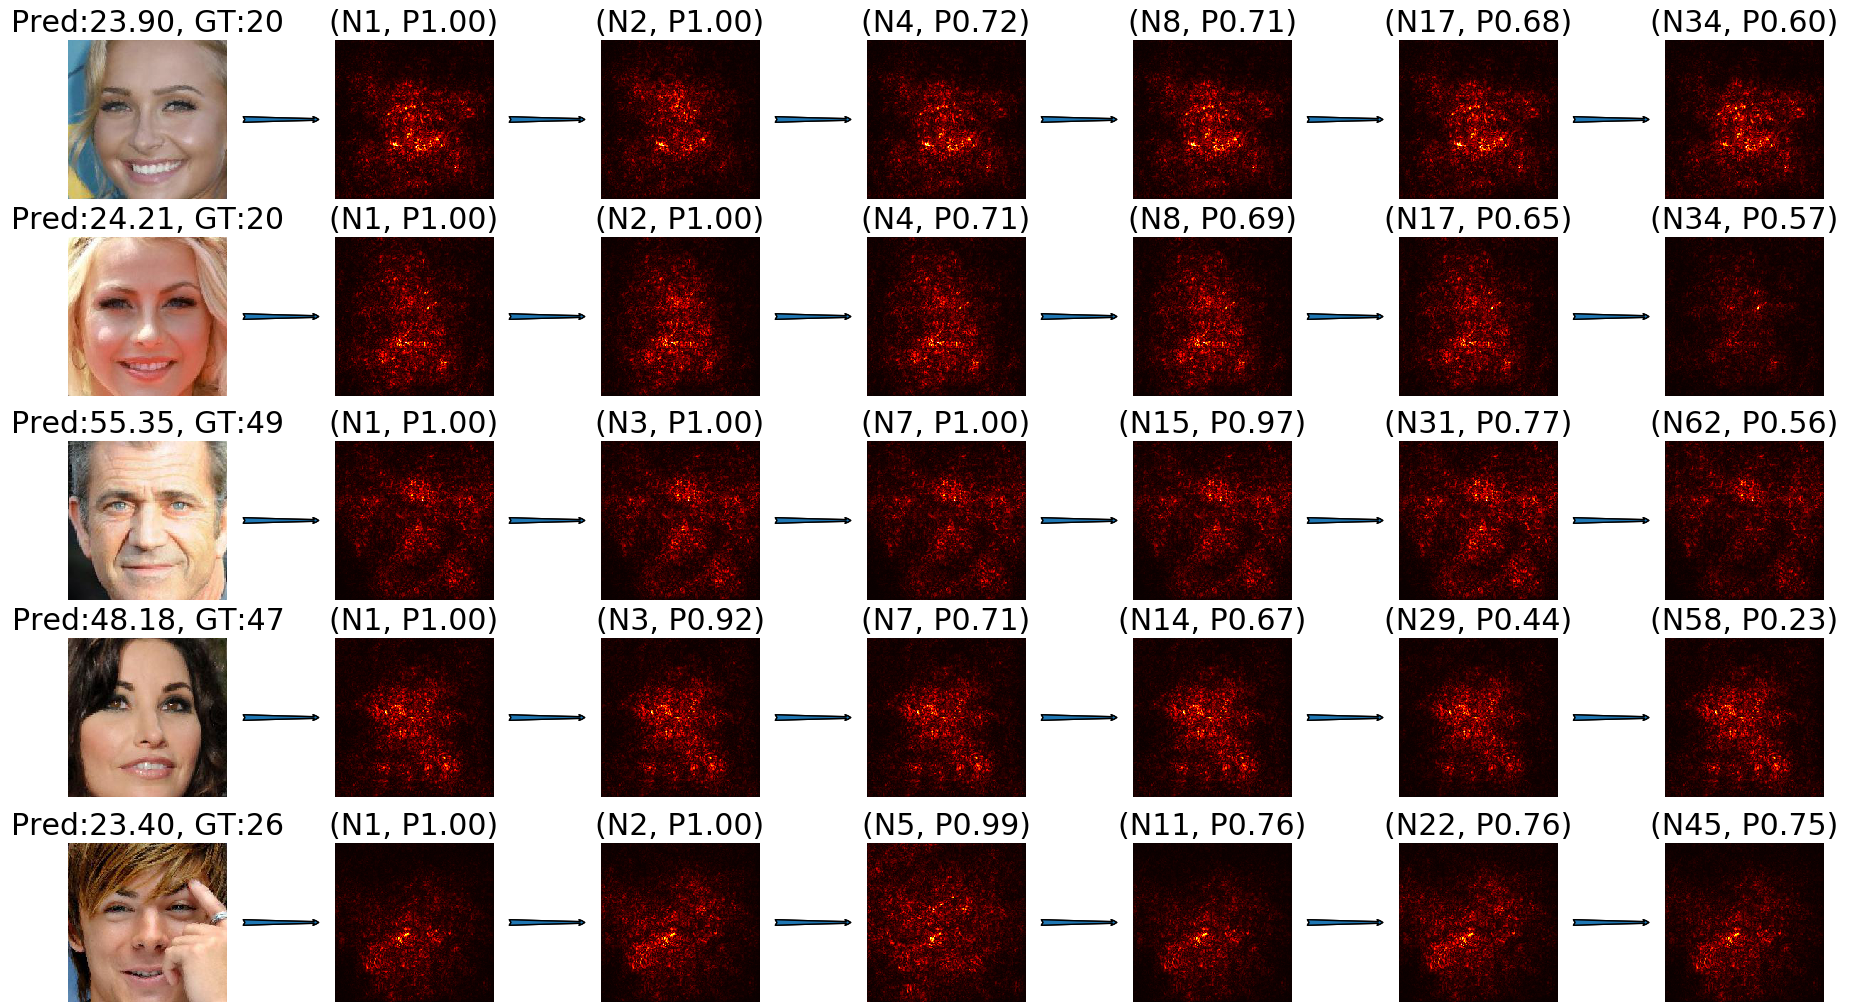 Pred:23.90, GT:20 (N1, P1.00) (N2, P1.00) (N4, P0.72) (N8, P0.71) (N17, P0.68) (N34, P0.60)
Pred:24.21, GT:20 (N1, P1.00) (N2, P1.00) (N4, P0.71) (N8, P0.69) (N17, P0.65) (N34, P0.57)
Pred:55.35, GT:49 (N1, P1.00) (N3, P1.00) (N7, P1.00) (N15, P0.97) (N31, P0.77) (N62, P0.56)
Pred:48.18, GT:47 (N1, P1.00) (N3, P0.92) (N7, P0.71) (N14, P0.67) (N29, P0.44) (N58, P0.23)
Pred:23.40, GT:26 (N1, P1.00) (N2, P1.00) (N5, P0.99) (N11, P0.76) (N22, P0.76) (N45, P0.75)